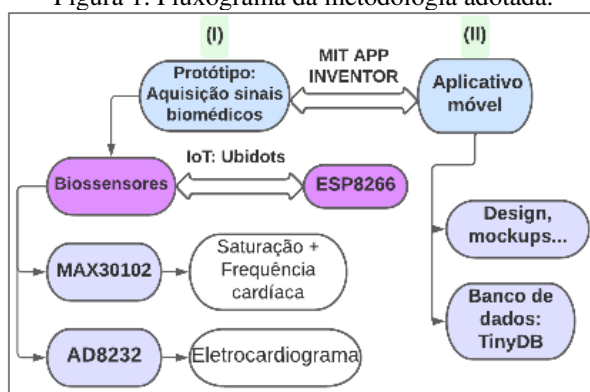 Figura 1: Fluxograma da metodologia adotada.
(I)
(II)
MIT APP
INVENTOR
Protótipo:
Aquisição sinais
biomédicos
Aplicativo
móvel
IoT: Ubidots
Biossensores
ESP8266
Design,
mockups...
MAX30102
Saturação +
Frequência
cardíaca
Banco de
dados:
TinyDB
AD8232
Eletrocardiograma